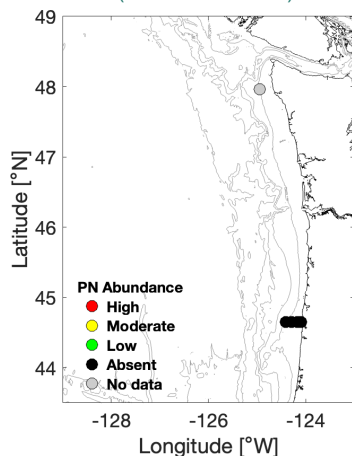 49
48
47
46
45
44
Latitude [°N]
PN Abundance
High
Moderate
Low
Absent
No data
-128
-126
-124
-122
Longitude [°W]